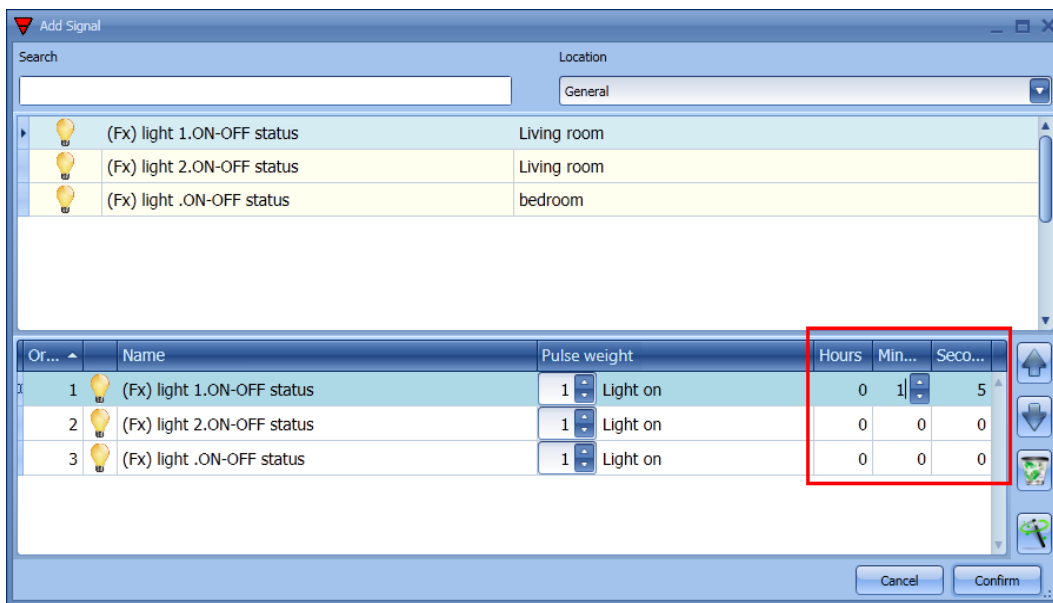 Add Signal
Search Location
General
(Fx) light 1.ON-OFF status Living room
(Fx) light 2.ON-OFF status Living room
(Fx) light .ON-OFF status bedroom
Or... Name Pulse weight Hours Min... Seco...
1 (Fx) light 1.ON-OFF status 1 Light on 0 1 5
2 (Fx) light 2.ON-OFF status 1 Light on 0 0 0
3 (Fx) light .ON-OFF status 1 Light on 0 0 0
Cancel Confirm